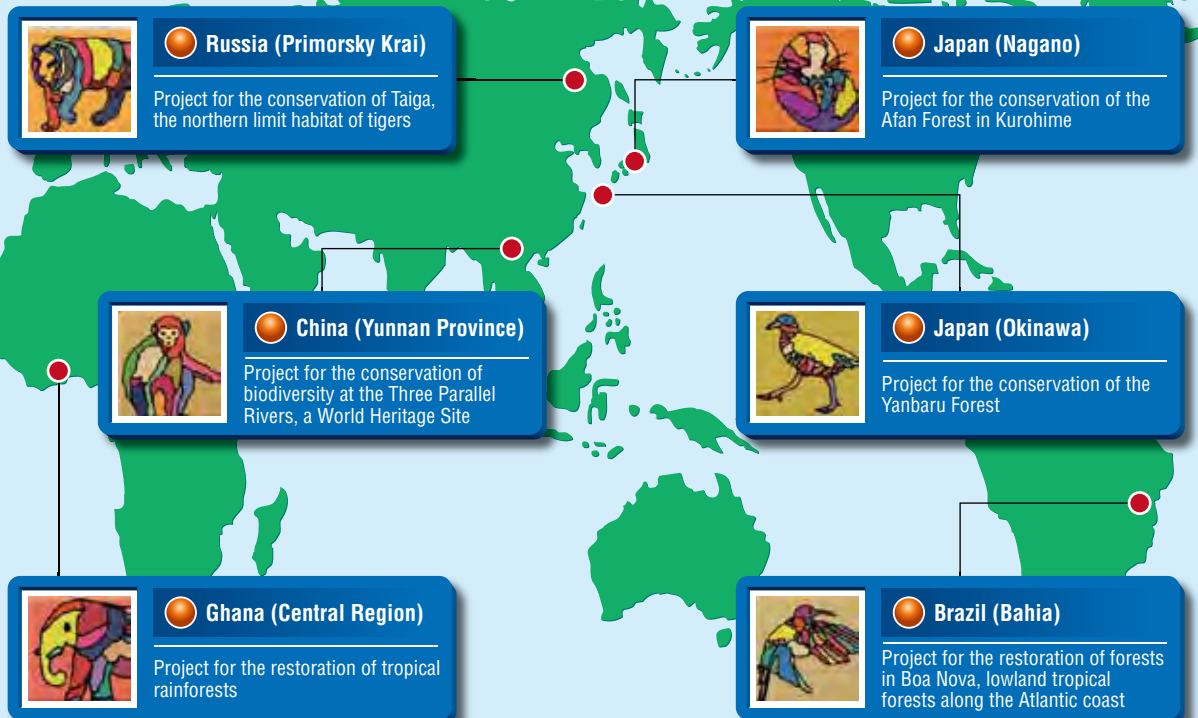 Russia (Primorsky Krai)
Project for the conservation of Taiga,
the northern limit habitat of tigers
Japan (Nagano)
Project for the conservation of the
Afan Forest in Kurohime
China (Yunnan Province)
Project for the conservation of
biodiversity at the Three Parallel
Rivers, a World Heritage Site
Japan (Okinawa)
Project for the conservation of the
Yanbaru Forest
Ghana (Central Region)
Project for the restoration of tropical
rainforests
Brazil (Bahia)
Project for the restoration of forests
in Boa Nova, lowland tropical
forests along the Atlantic coast